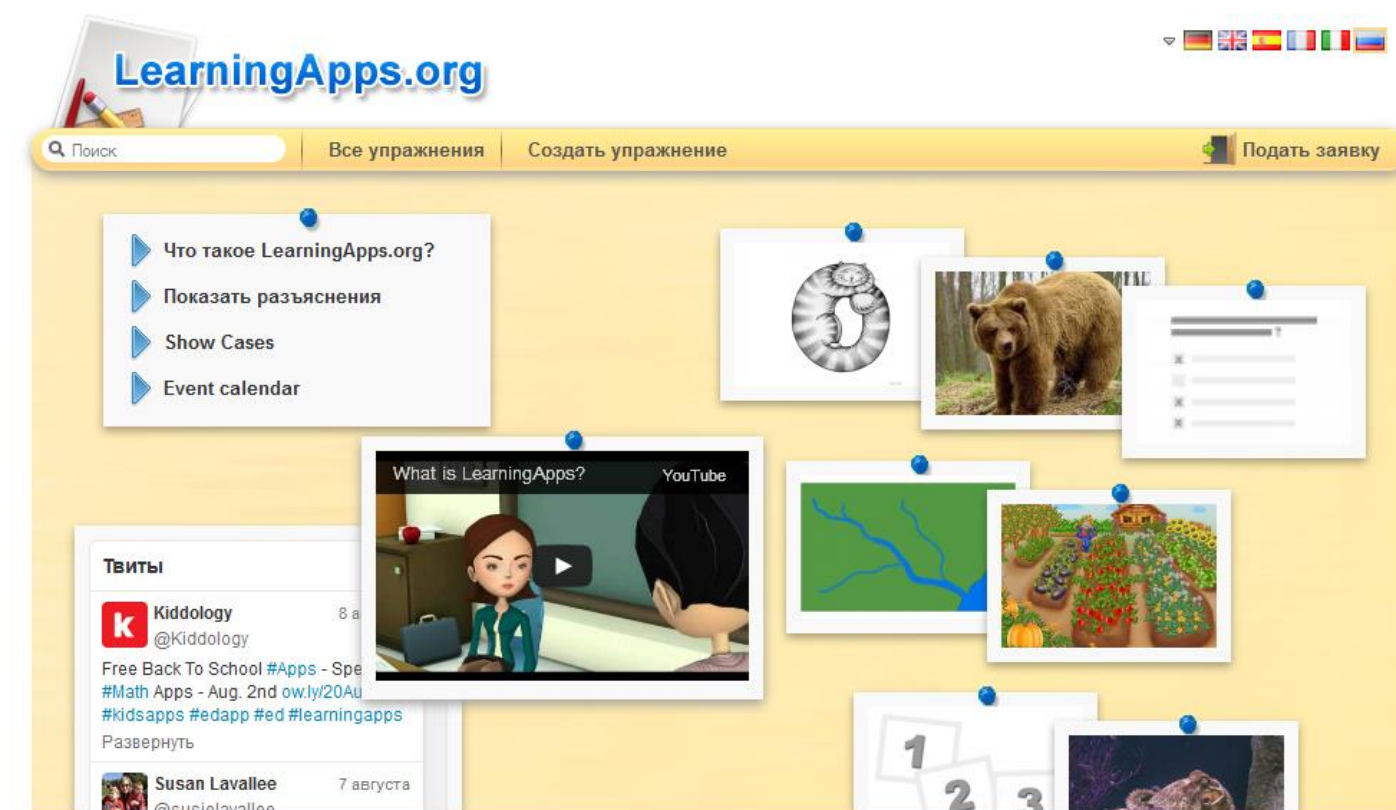 LearningApps.org
Поиск
Все упражнения
Создать упражнение
Подать заявку
Что такое LearningApps.org?
Показать разъяснения
Show Cases
Event calendar
What is LearningApps?
YouTube
?
Твиты
Kiddology
8 а
@Kiddology
Free Back To School #Apps - Spe
#Math Apps - Aug. 2nd ow.ly/20Au
#kidsapps #edapp #ed #learningapps
Развернуть
Susan Lavallee
7 августа
@susielavallee
1
2
3